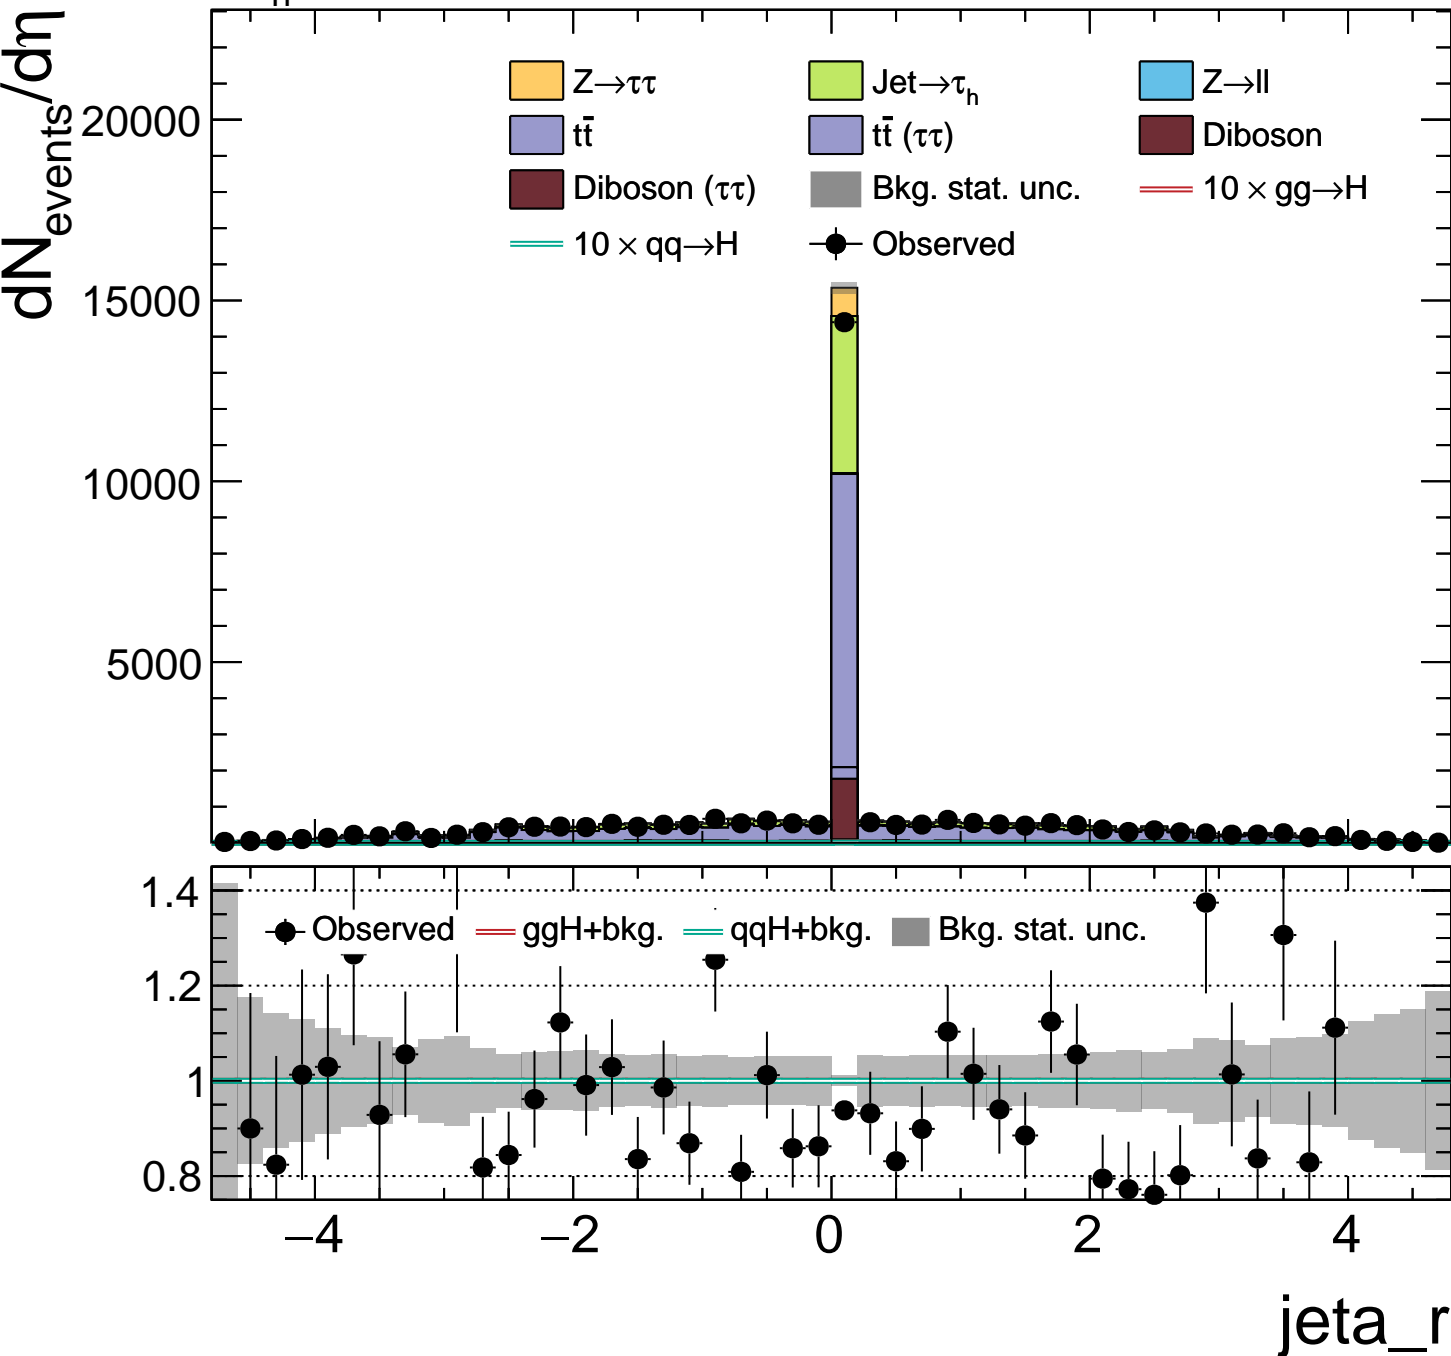 dN_events/dη
20000
15000
10000
5000
Z→ττ
Jet→τ_h
Z→ll
tt̄
tt̄ (ττ)
Diboson
Diboson (ττ)
Bkg. stat. unc.
10 × gg→H
10 × qq→H
Observed
1.4
1.2
1
0.8
Observed
ggH+bkg.
qqH+bkg.
Bkg. stat. unc.
−4
−2
0
2
4
jeta_r